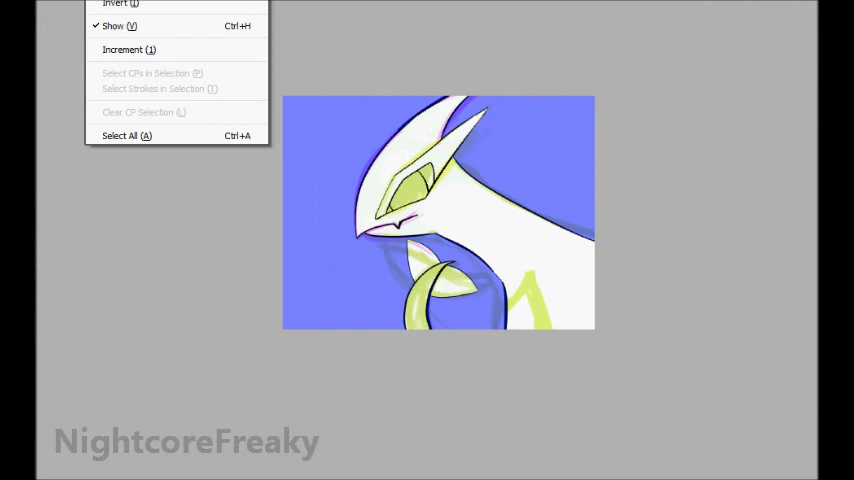 Invert (I)
Show (V) Ctrl+H
Increment (1)
Select CPs in Selection (P)
Select Strokes in Selection (T)
Clear CP Selection (L)
Select All (A) Ctrl+A
NightcoreFreaky